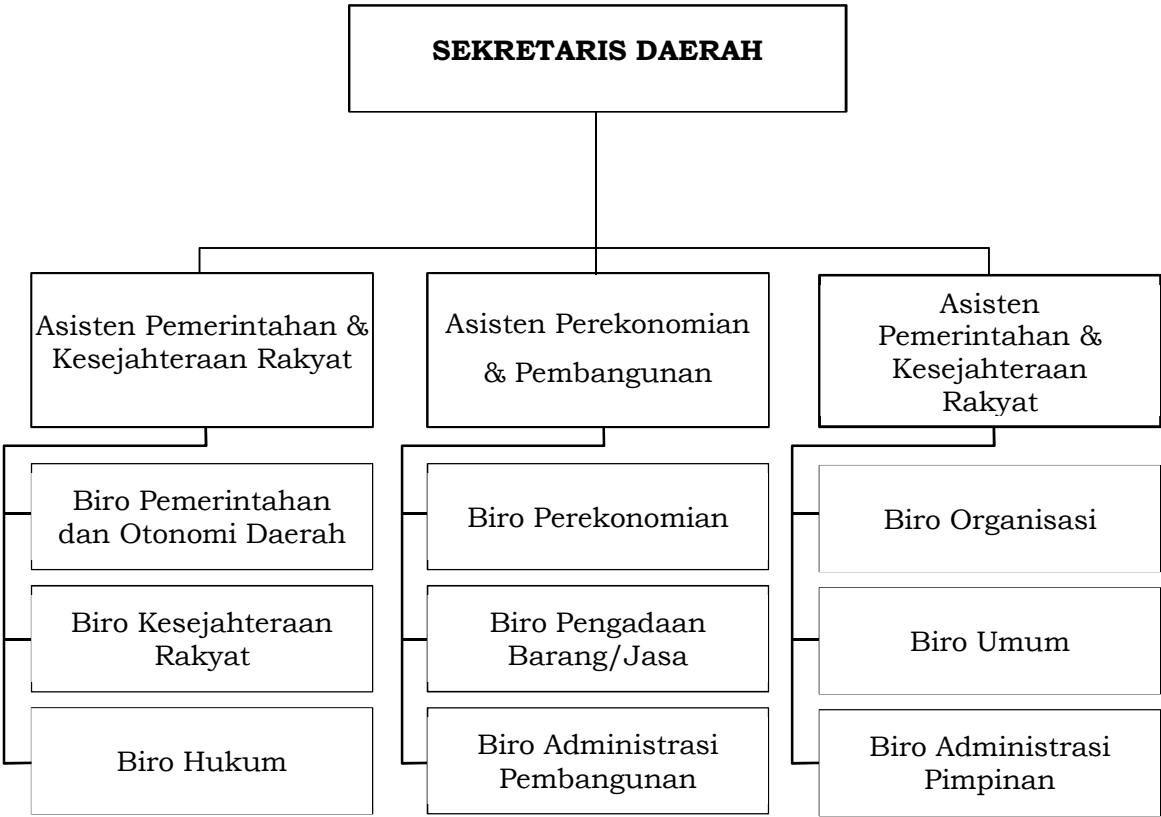 SEKRETARIS DAERAH
Asisten Pemerintahan &
Kesejahteraan Rakyat
Asisten Perekonomian
& Pembangunan
Asisten
Pemerintahan &
Kesejahteraan
Rakyat
Biro Pemerintahan
dan Otonomi Daerah
Biro Perekonomian
Biro Organisasi
Biro Kesejahteraan
Rakyat
Biro Pengadaan
Barang/Jasa
Biro Umum
Biro Hukum
Biro Administrasi
Pembangunan
Biro Administrasi
Pimpinan